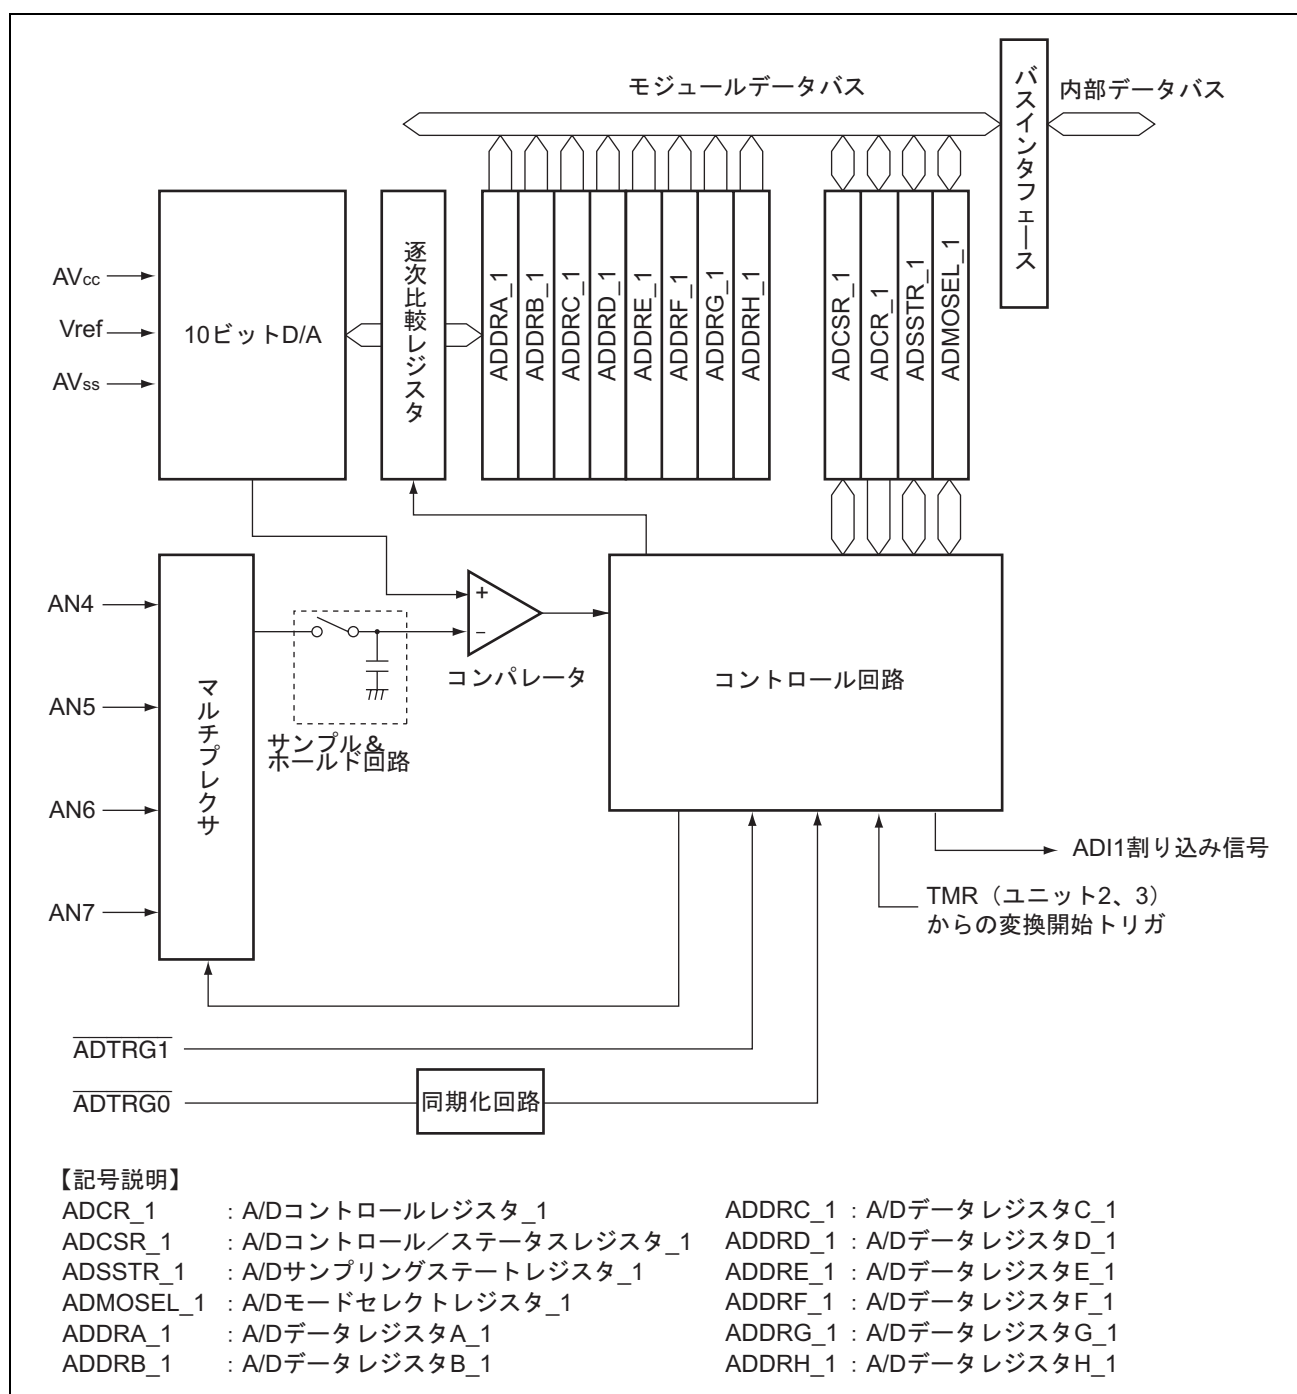 モジュールデータバス
バスインタフェース
内部データバス
AVcc
Vref
AVss
10ビットD/A
逐次比較レジスタ
ADDRA_1
ADDRB_1
ADDRC_1
ADDRD_1
ADDRE_1
ADDRF_1
ADDRG_1
ADDRH_1
ADCSR_1
ADCR_1
ADSSTR_1
ADMOSEL_1
AN4
AN5
AN6
AN7
マルチプレクサ
サンプル＆
ホールド回路
+
−
コンパレータ
コントロール回路
ADI1割り込み信号
TMR（ユニット2、3）
からの変換開始トリガ
ADTRG1
ADTRG0
同期化回路
【記号説明】
ADCR_1 : A/Dコントロールレジスタ_1
ADCSR_1 : A/Dコントロール／ステータスレジスタ_1
ADSSTR_1 : A/Dサンプリングステートレジスタ_1
ADMOSEL_1 : A/Dモードセレクトレジスタ_1
ADDRA_1 : A/DデータレジスタA_1
ADDRB_1 : A/DデータレジスタB_1
ADDRC_1 : A/DデータレジスタC_1
ADDRD_1 : A/DデータレジスタD_1
ADDRE_1 : A/DデータレジスタE_1
ADDRF_1 : A/DデータレジスタF_1
ADDRG_1 : A/DデータレジスタG_1
ADDRH_1 : A/DデータレジスタH_1